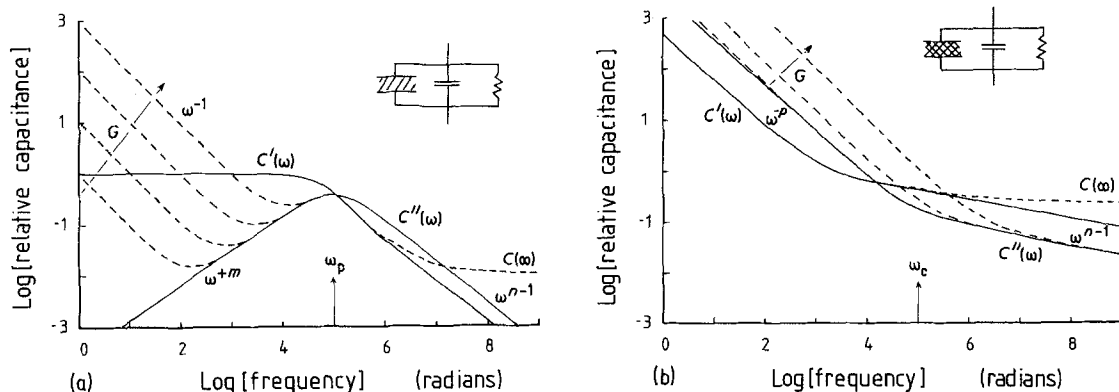 Log[relative capacitance]
3
1
-1
-3
G
ω⁻¹
C'(ω)
C''(ω)
ω⁺ᵐ
ωₚ
C(∞)
ωⁿ⁻¹
0
2
4
6
8
(a)
Log[frequency]
(radians)
Log[relative capacitance]
3
1
-1
-3
G
ω⁻ᵖ
C'(ω)
C(∞)
ωⁿ⁻¹
C''(ω)
ω_c
0
2
4
6
8
(b)
Log[frequency]
(radians)